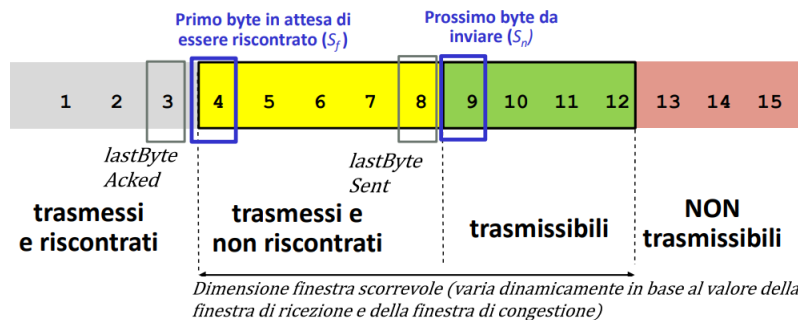 Primo byte in attesa di
essere riscontrato (S_f)
Prossimo byte da
inviare (S_n)
1 2 3 4 5 6 7 8 9 10 11 12 13 14 15
lastByte
Acked
lastByte
Sent
trasmessi
e riscontrati
trasmessi e
non riscontrati
trasmissibili
NON
trasmissibili
Dimensione finestra scorrevole (varia dinamicamente in base al valore della
finestra di ricezione e della finestra di congestione)